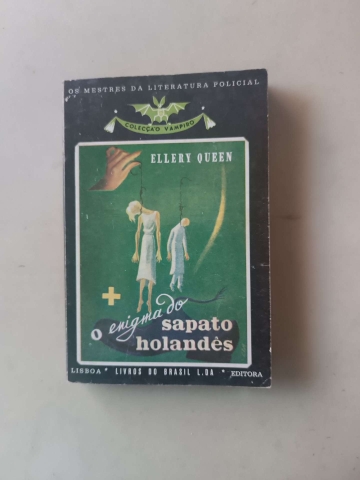 OS MESTRES DA LITERATURA POLICIAL
COLECÇÃO VAMPIRO
ELLERY QUEEN
o enigma do
sapato
holandês
LISBOA * LIVROS DO BRASIL L.DA * EDITORA